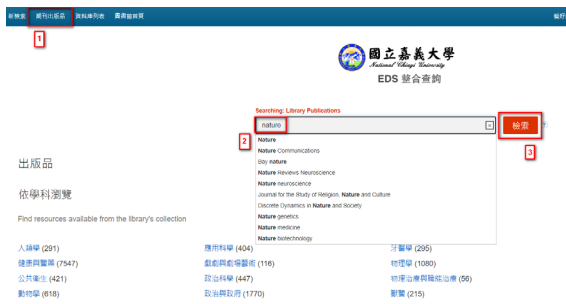 新檢索 期刊出版品 資料庫列表 圖書館首頁
1
國立嘉義大學
National Chiayi University
EDS 整合查詢
Searching: Library Publications
nature
檢索
2
3
Nature
Nature Communications
Bay nature
Nature Reviews Neuroscience
Nature neuroscience
Journal for the Study of Religion, Nature and Culture
Discrete Dynamics in Nature and Society
Nature genetics
Nature medicine
Nature biotechnology
出版品
依學科瀏覽
Find resources available from the library's collection
人類學 (291) 應用科學 (404) 牙醫學 (295)
健康與醫藥 (7547) 戲劇與劇場藝術 (116) 物理學 (1080)
公共衛生 (421) 政治科學 (447) 物理治療與職能治療 (56)
動物學 (618) 政治與政府 (1770) 獸醫 (215)